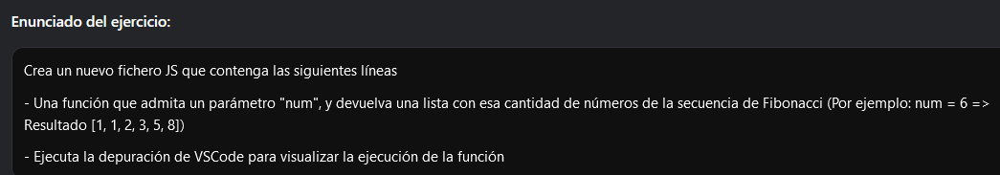 Enunciado del ejercicio:
Crea un nuevo fichero JS que contenga las siguientes líneas
- Una función que admita un parámetro "num", y devuelva una lista con esa cantidad de números de la secuencia de Fibonacci (Por ejemplo: num = 6 =>
Resultado [1, 1, 2, 3, 5, 8])
- Ejecuta la depuración de VSCode para visualizar la ejecución de la función